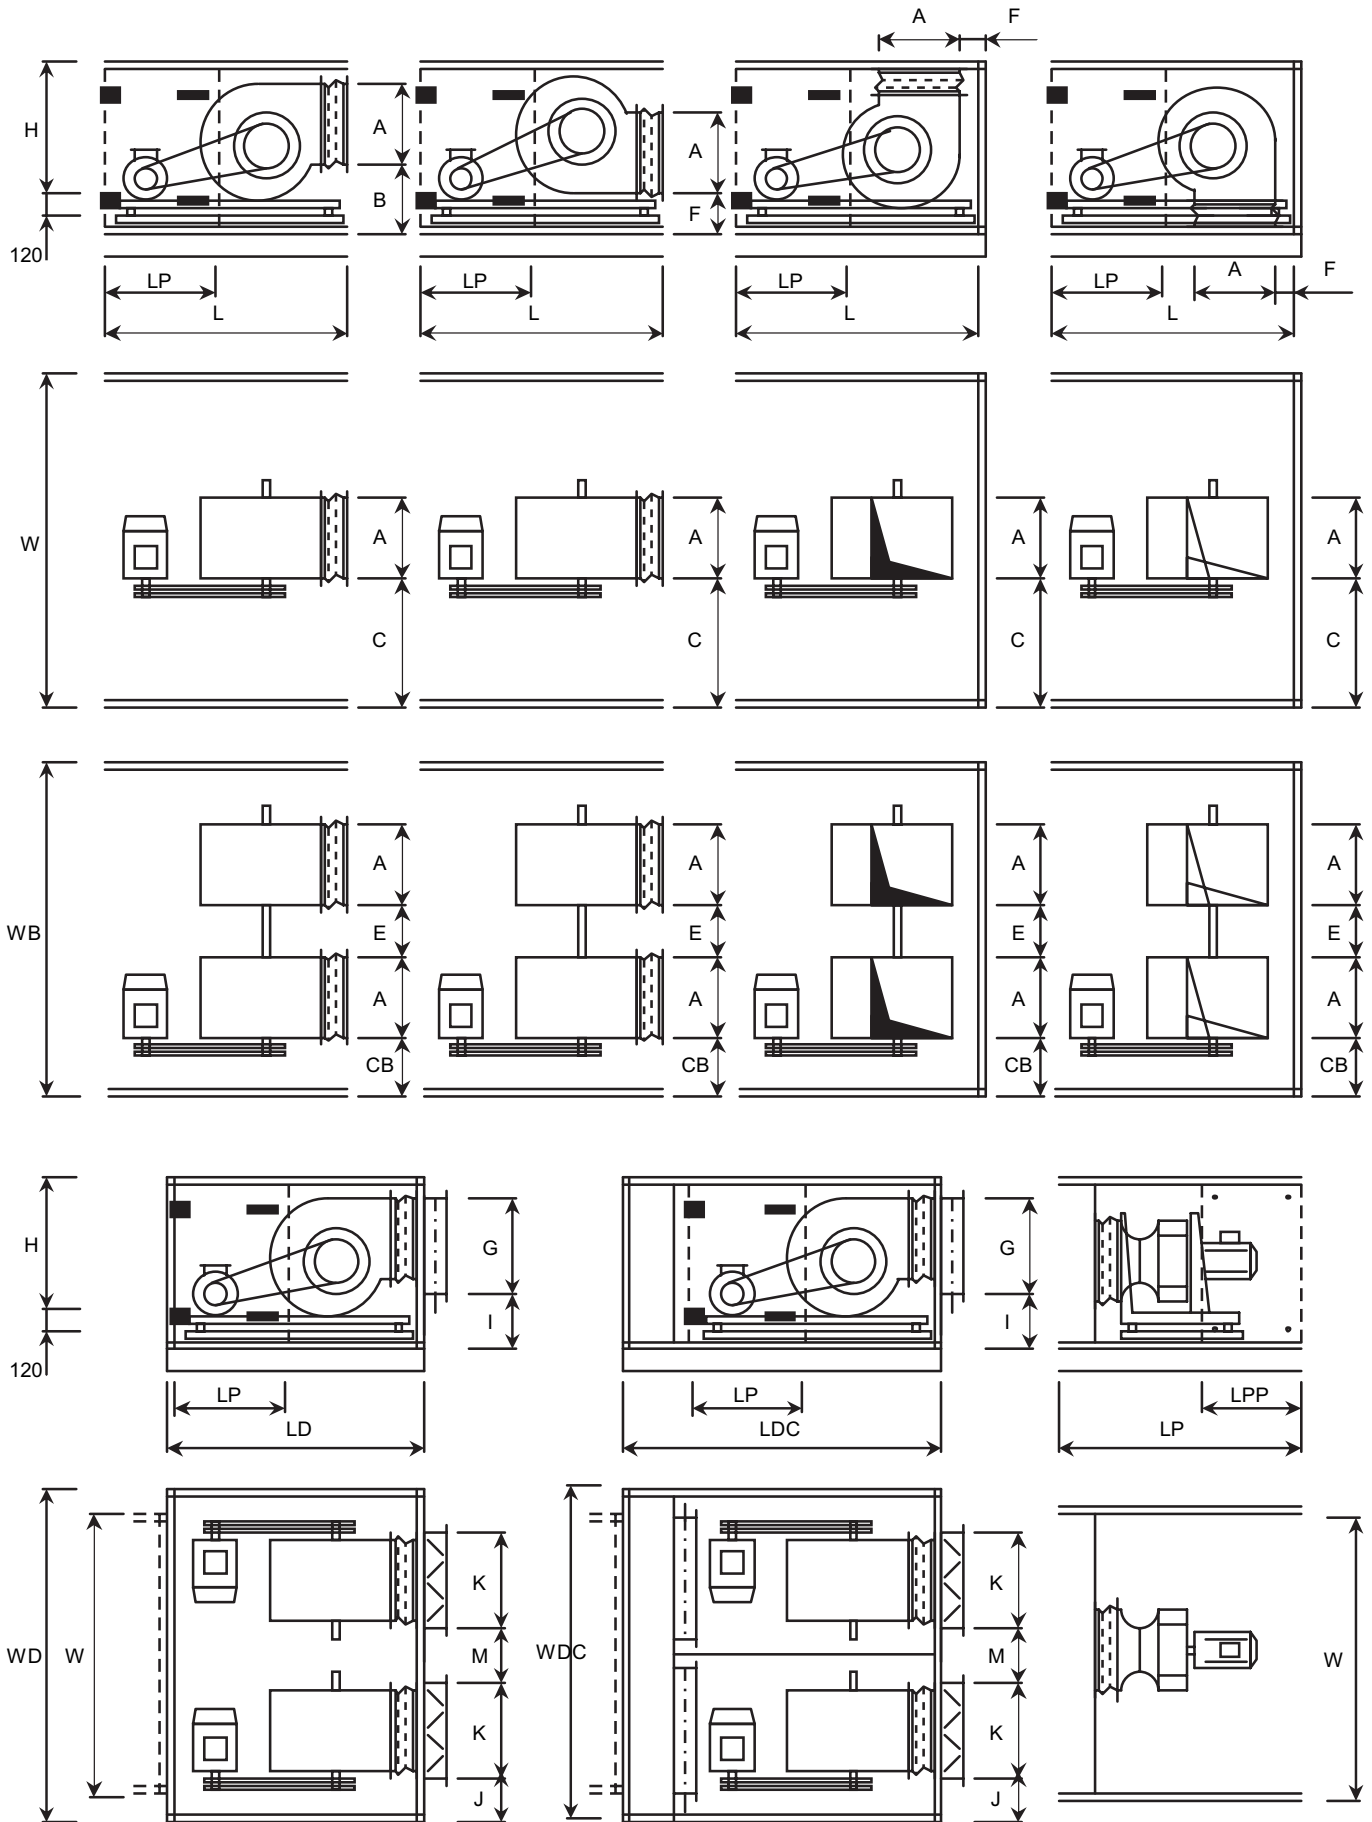 A F A F
H A A
B F
120
LP LP LP A F LP
L L L L
W A A A A
C C C C
A A A A
WB E E E E
A A A A
CB CB CB CB
H G G
I I
120
LP LP LPP
LD LDC LP
K K
WD W M WDC M W
K K
J J